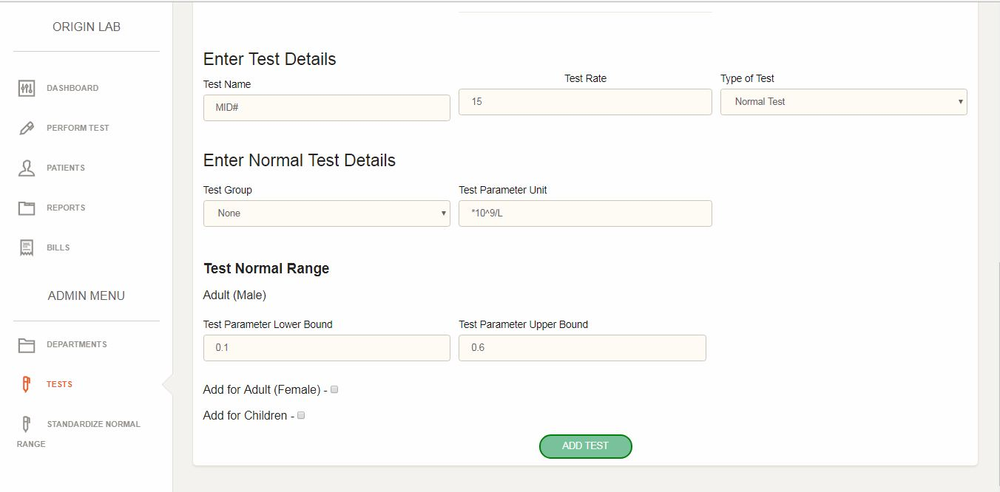 ORIGIN LAB
DASHBOARD
PERFORM TEST
PATIENTS
REPORTS
BILLS
ADMIN MENU
DEPARTMENTS
TESTS
STANDARDIZE NORMAL
RANGE
Enter Test Details
Test Name
Test Rate
Type of Test
MID#
15
Normal Test
Enter Normal Test Details
Test Group
Test Parameter Unit
None
*10^9/L
Test Normal Range
Adult (Male)
Test Parameter Lower Bound
Test Parameter Upper Bound
0.1
0.6
Add for Adult (Female) -
Add for Children -
ADD TEST